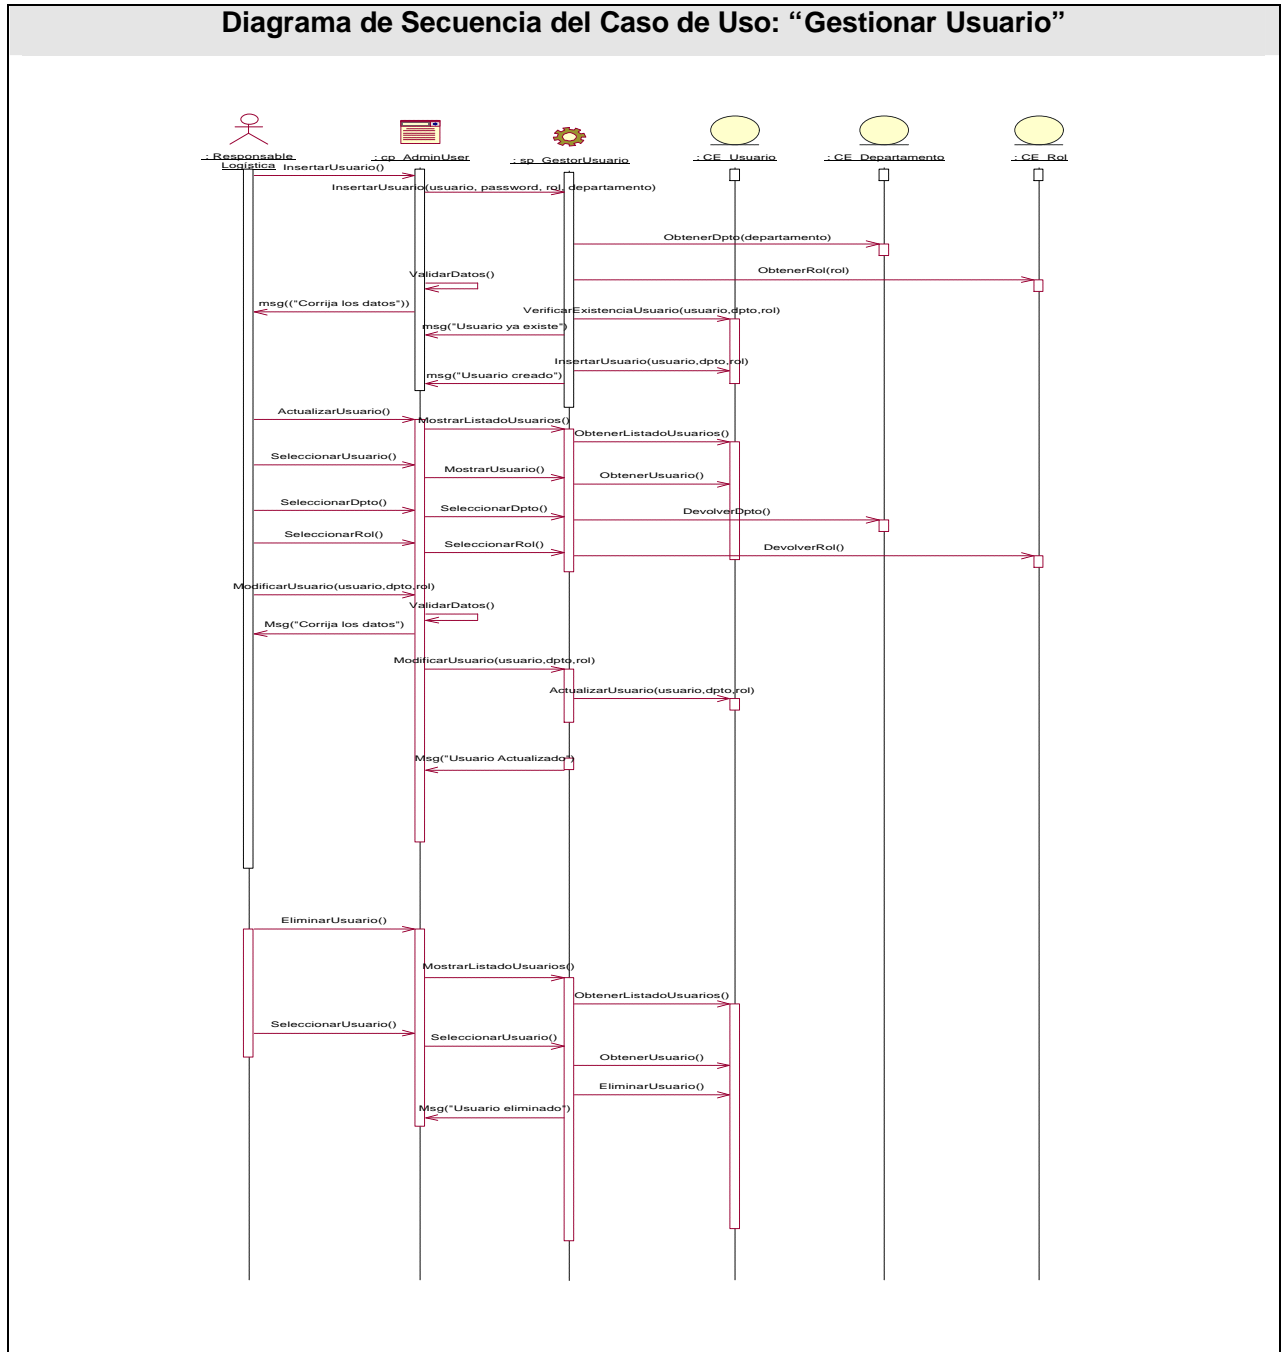 Diagrama de Secuencia del Caso de Uso: “Gestionar Usuario”
: Responsable
Logística
: cp_AdminUser
: sp_GestorUsuario
: CE_Usuario
: CE_Departamento
: CE_Rol
InsertarUsuario()
InsertarUsuario(usuario, password, rol, departamento)
ObtenerDpto(departamento)
ValidarDatos()
ObtenerRol(rol)
msg(("Corrija los datos"))
VerificarExistenciaUsuario(usuario,dpto,rol)
msg("Usuario ya existe")
InsertarUsuario(usuario,dpto,rol)
msg("Usuario creado")
ActualizarUsuario()
MostrarListadoUsuarios()
ObtenerListadoUsuarios()
SeleccionarUsuario()
MostrarUsuario()
ObtenerUsuario()
SeleccionarDpto()
SeleccionarDpto()
DevolverDpto()
SeleccionarRol()
SeleccionarRol()
DevolverRol()
ModificarUsuario(usuario,dpto,rol)
ValidarDatos()
Msg("Corrija los datos")
ModificarUsuario(usuario,dpto,rol)
ActualizarUsuario(usuario,dpto,rol)
Msg("Usuario Actualizado")
EliminarUsuario()
MostrarListadoUsuarios()
ObtenerListadoUsuarios()
SeleccionarUsuario()
SeleccionarUsuario()
ObtenerUsuario()
EliminarUsuario()
Msg("Usuario eliminado")